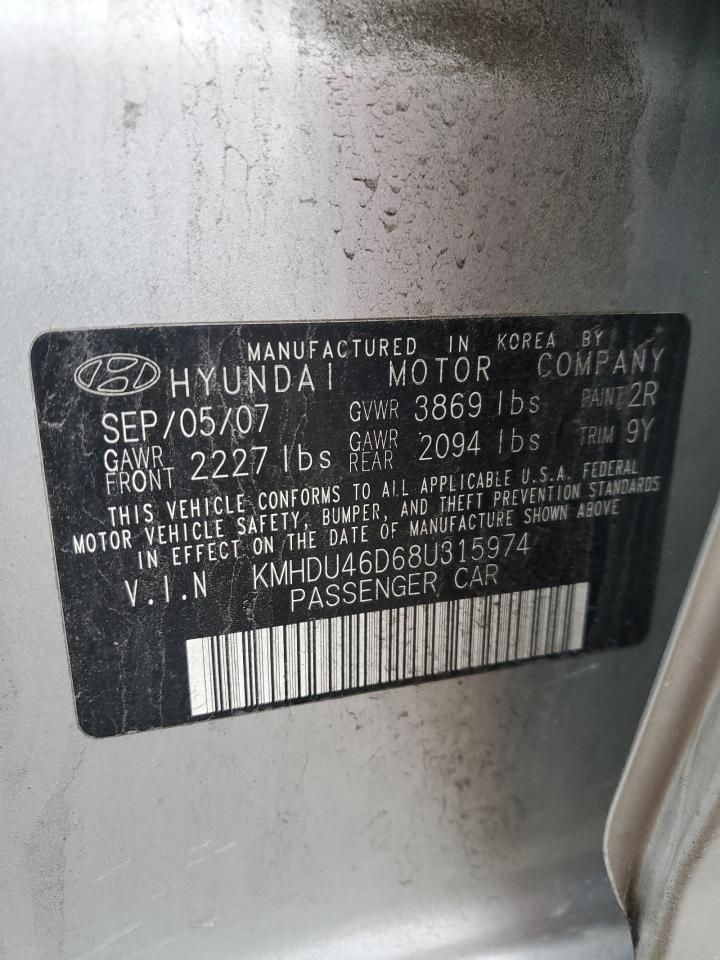 MANUFACTURED IN KOREA BY
HYUNDAI MOTOR COMPANY
SEP/05/07 GVWR 3869 lbs PAINT 2R
GAWR FRONT 2227 lbs GAWR REAR 2094 lbs TRIM 9Y
THIS VEHICLE CONFORMS TO ALL APPLICABLE U.S.A. FEDERAL
MOTOR VEHICLE SAFETY, BUMPER, AND THEFT PREVENTION STANDARDS
IN EFFECT ON THE DATE OF MANUFACTURE SHOWN ABOVE
V.I.N KMHDU46D68U315974
PASSENGER CAR